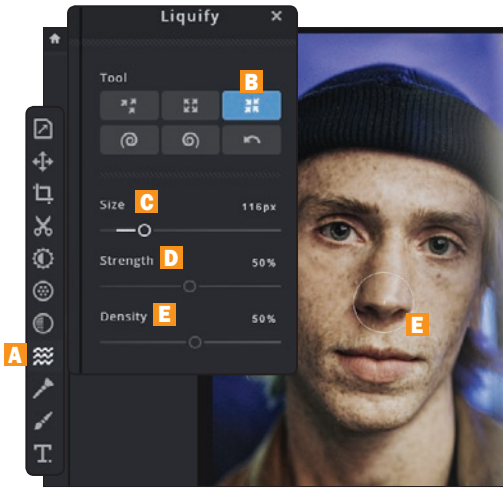 Liquify ×
Tool
B
Size C 116px
Strength D 50%
Density E 50%
E
A
T.